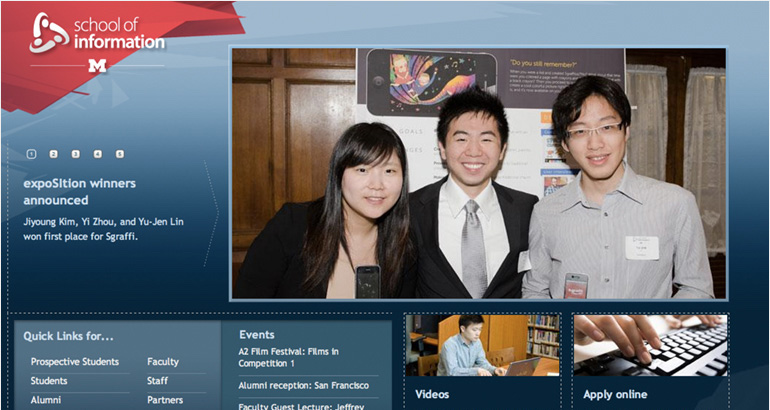 school of
information
M
1 2 3 4 5
expoSItion winners
announced
Jiyoung Kim, Yi Zhou, and Yu-Jen Lin
won first place for Sgraffi.
"Do you still remember?"
GOALS
Quick Links for...
Prospective Students
Faculty
Students
Staff
Alumni
Partners
Events
A2 Film Festival: Films in
Competition 1
Alumni reception: San Francisco
Faculty Guest Lecture: Jeffrey
Videos
Apply online